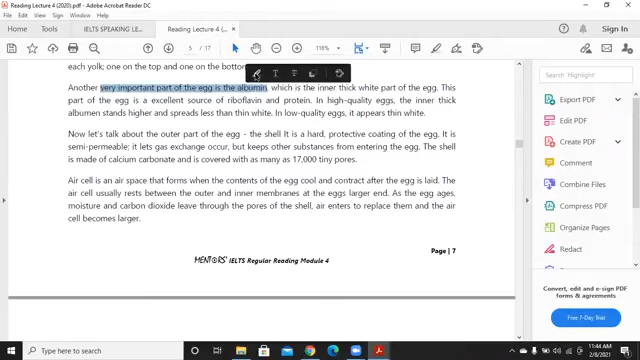 Reading Lecture 4 (2020).pdf - Adobe Acrobat Reader DC
File Edit View Sign Window Help
Home Tools IELTS SPEAKING LE... Reading Lecture 4 (... × Sign In
5 / 17 116%
each yolk; one on the top and one on the bottom
Another very important part of the egg is the albumin, which is the inner thick white part of the egg. This
part of the egg is a excellent source of riboflavin and protein. In high-quality eggs, the inner thick
albumen stands higher and spreads less than thin white. In low-quality eggs, it appears thin white.
Now let's talk about the outer part of the egg - the shell It is a hard, protective coating of the egg. It is
semi-permeable; it lets gas exchange occur, but keeps other substances from entering the egg. The shell
is made of calcium carbonate and is covered with as many as 17,000 tiny pores.
Air cell is an air space that forms when the contents of the egg cool and contract after the egg is laid. The
air cell usually rests between the outer and inner membranes at the eggs larger end. As the egg ages,
moisture and carbon dioxide leave through the pores of the shell, air enters to replace them and the air
cell becomes larger.
Page | 7
MENTORS' IELTS Regular Reading Module 4
Search 'Highlight'
Export PDF
Edit PDF
Create PDF
Comment
Combine Files
Compress PDF
Organize Pages
Redact
Convert, edit and e-sign PDF
forms & agreements
Free 7-Day Trial
11:44 AM
2/8/2021